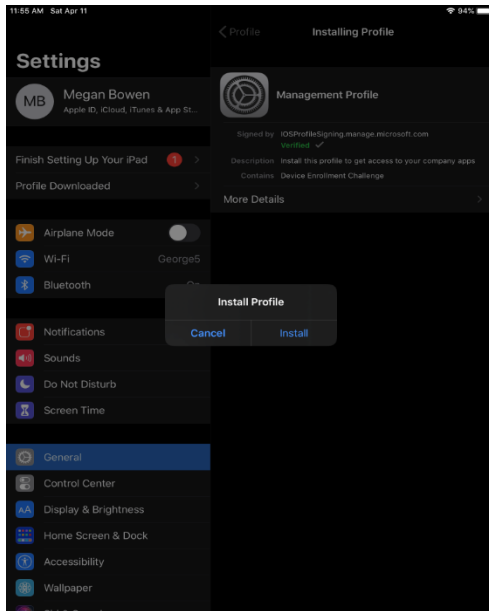 11:55 AM Sat Apr 11
94%
Settings
MB
Megan Bowen
Apple ID, iCloud, iTunes & App St...
Finish Setting Up Your iPad 1
Profile Downloaded
Airplane Mode
Wi-Fi George5
Bluetooth On
Notifications
Sounds
Do Not Disturb
Screen Time
General
Control Center
AA Display & Brightness
Home Screen & Dock
Accessibility
Wallpaper
Profile Installing Profile
Management Profile
Signed by IOSProfileSigning.manage.microsoft.com
Verified
Description Install this profile to get access to your company apps
Contains Device Enrollment Challenge
More Details
Install Profile
Cancel Install